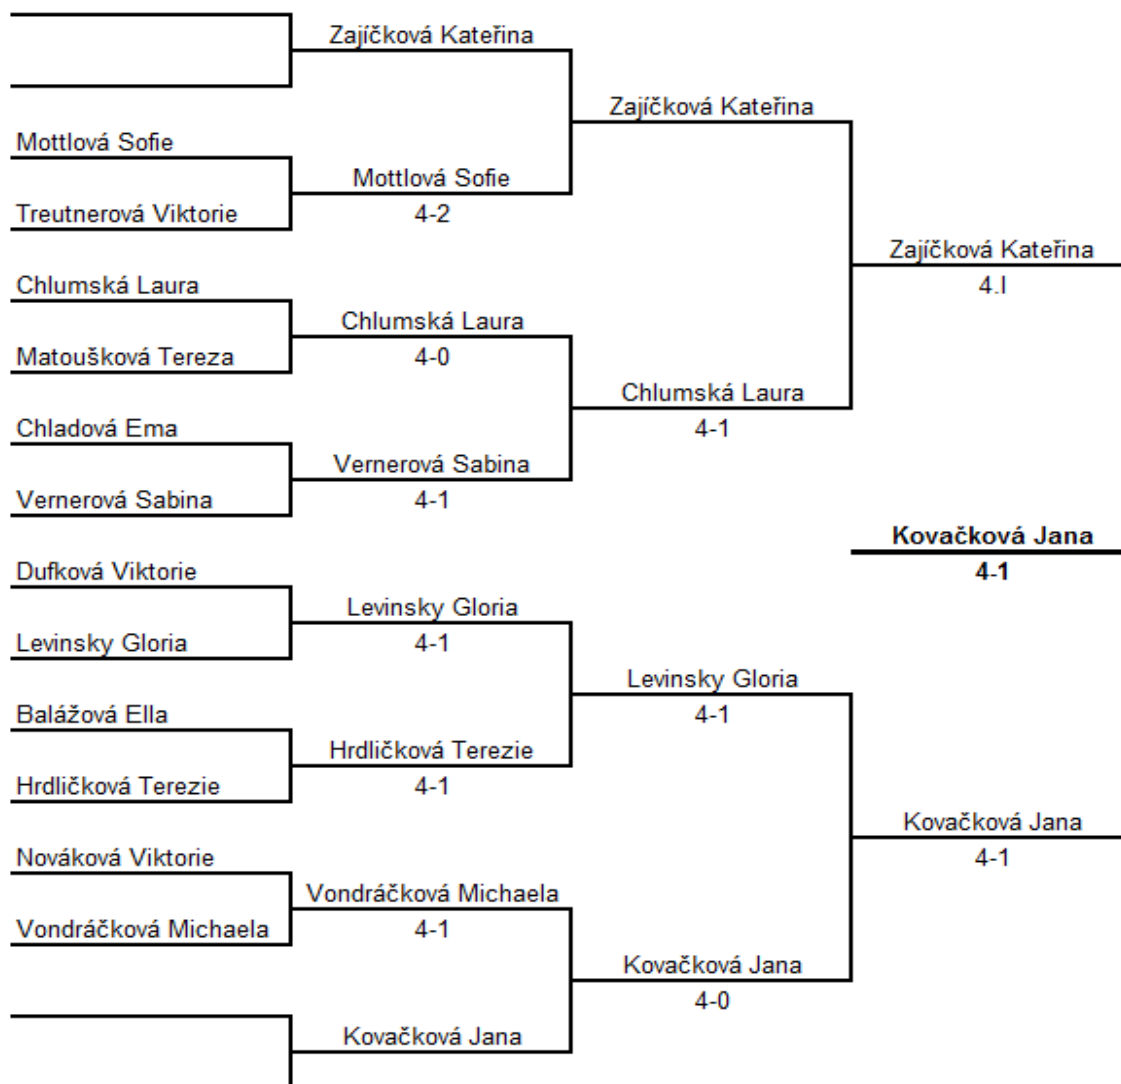 Zajíčková Kateřina
Zajíčková Kateřina
Mottlová Sofie
Mottlová Sofie
4-2
Treutnerová Viktorie
Zajíčková Kateřina
4.I
Chlumská Laura
Chlumská Laura
4-0
Matoušková Tereza
Chlumská Laura
4-1
Chladová Ema
Vernerová Sabina
4-1
Vernerová Sabina
Kovačková Jana
4-1
Dufková Viktorie
Levinsky Gloria
4-1
Levinsky Gloria
Levinsky Gloria
4-1
Balážová Ella
Hrdličková Terezie
4-1
Hrdličková Terezie
Kovačková Jana
4-1
Nováková Viktorie
Vondráčková Michaela
4-1
Vondráčková Michaela
Kovačková Jana
4-0
Kovačková Jana